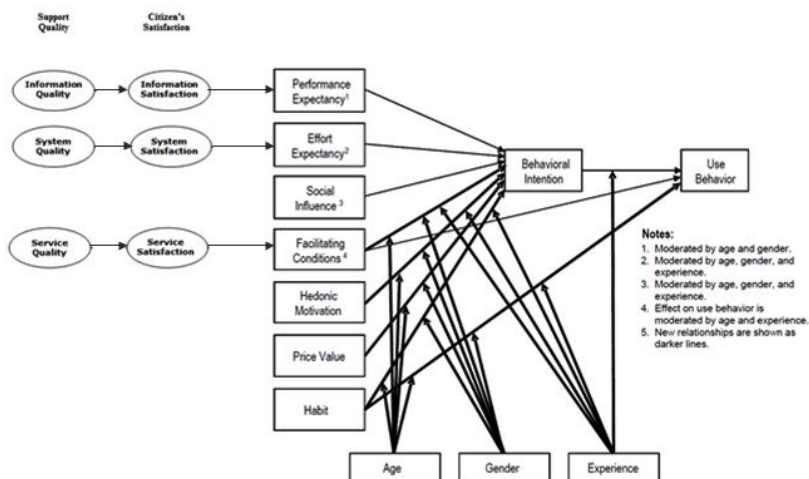 Support
Quality
Citizen's
Satisfaction
Information
Quality
Information
Satisfaction
Performance
Expectancy1
System
Quality
System
Satisfaction
Effort
Expectancy2
Behavioral
Intention
Use
Behavior
Social
Influence 3
Service
Quality
Service
Satisfaction
Facilitating
Conditions 4
Hedonic
Motivation
Price Value
Habit
Notes:
1. Moderated by age and gender.
2. Moderated by age, gender, and
experience.
3. Moderated by age, gender, and
experience.
4. Effect on use behavior is
moderated by age and experience.
5. New relationships are shown as
darker lines.
Age
Gender
Experience